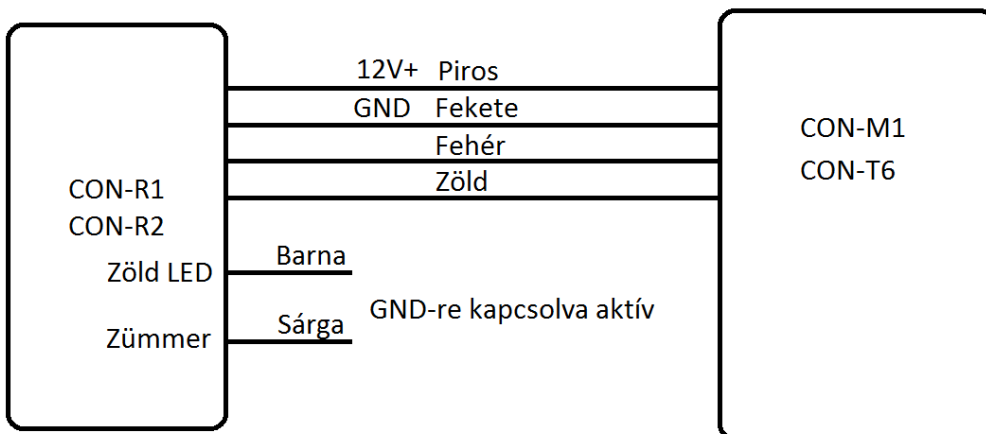 12V+ Piros
GND Fekete
Fehér
Zöld
CON-R1
CON-R2
Zöld LED
Barna
Zümmer
Sárga
GND-re kapcsolva aktív
CON-M1
CON-T6